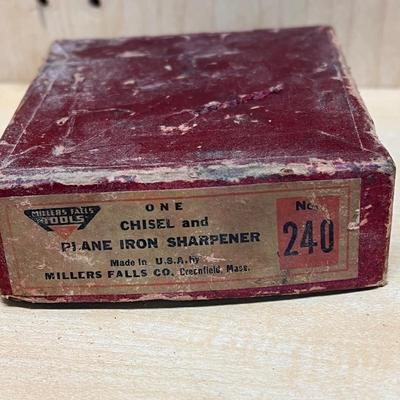 MILLERS FALLS
TOOLS
ONE
CHISEL and
PLANE IRON SHARPENER
Made in U.S.A. by
MILLERS FALLS CO. Greenfield, Mass.
No.
240